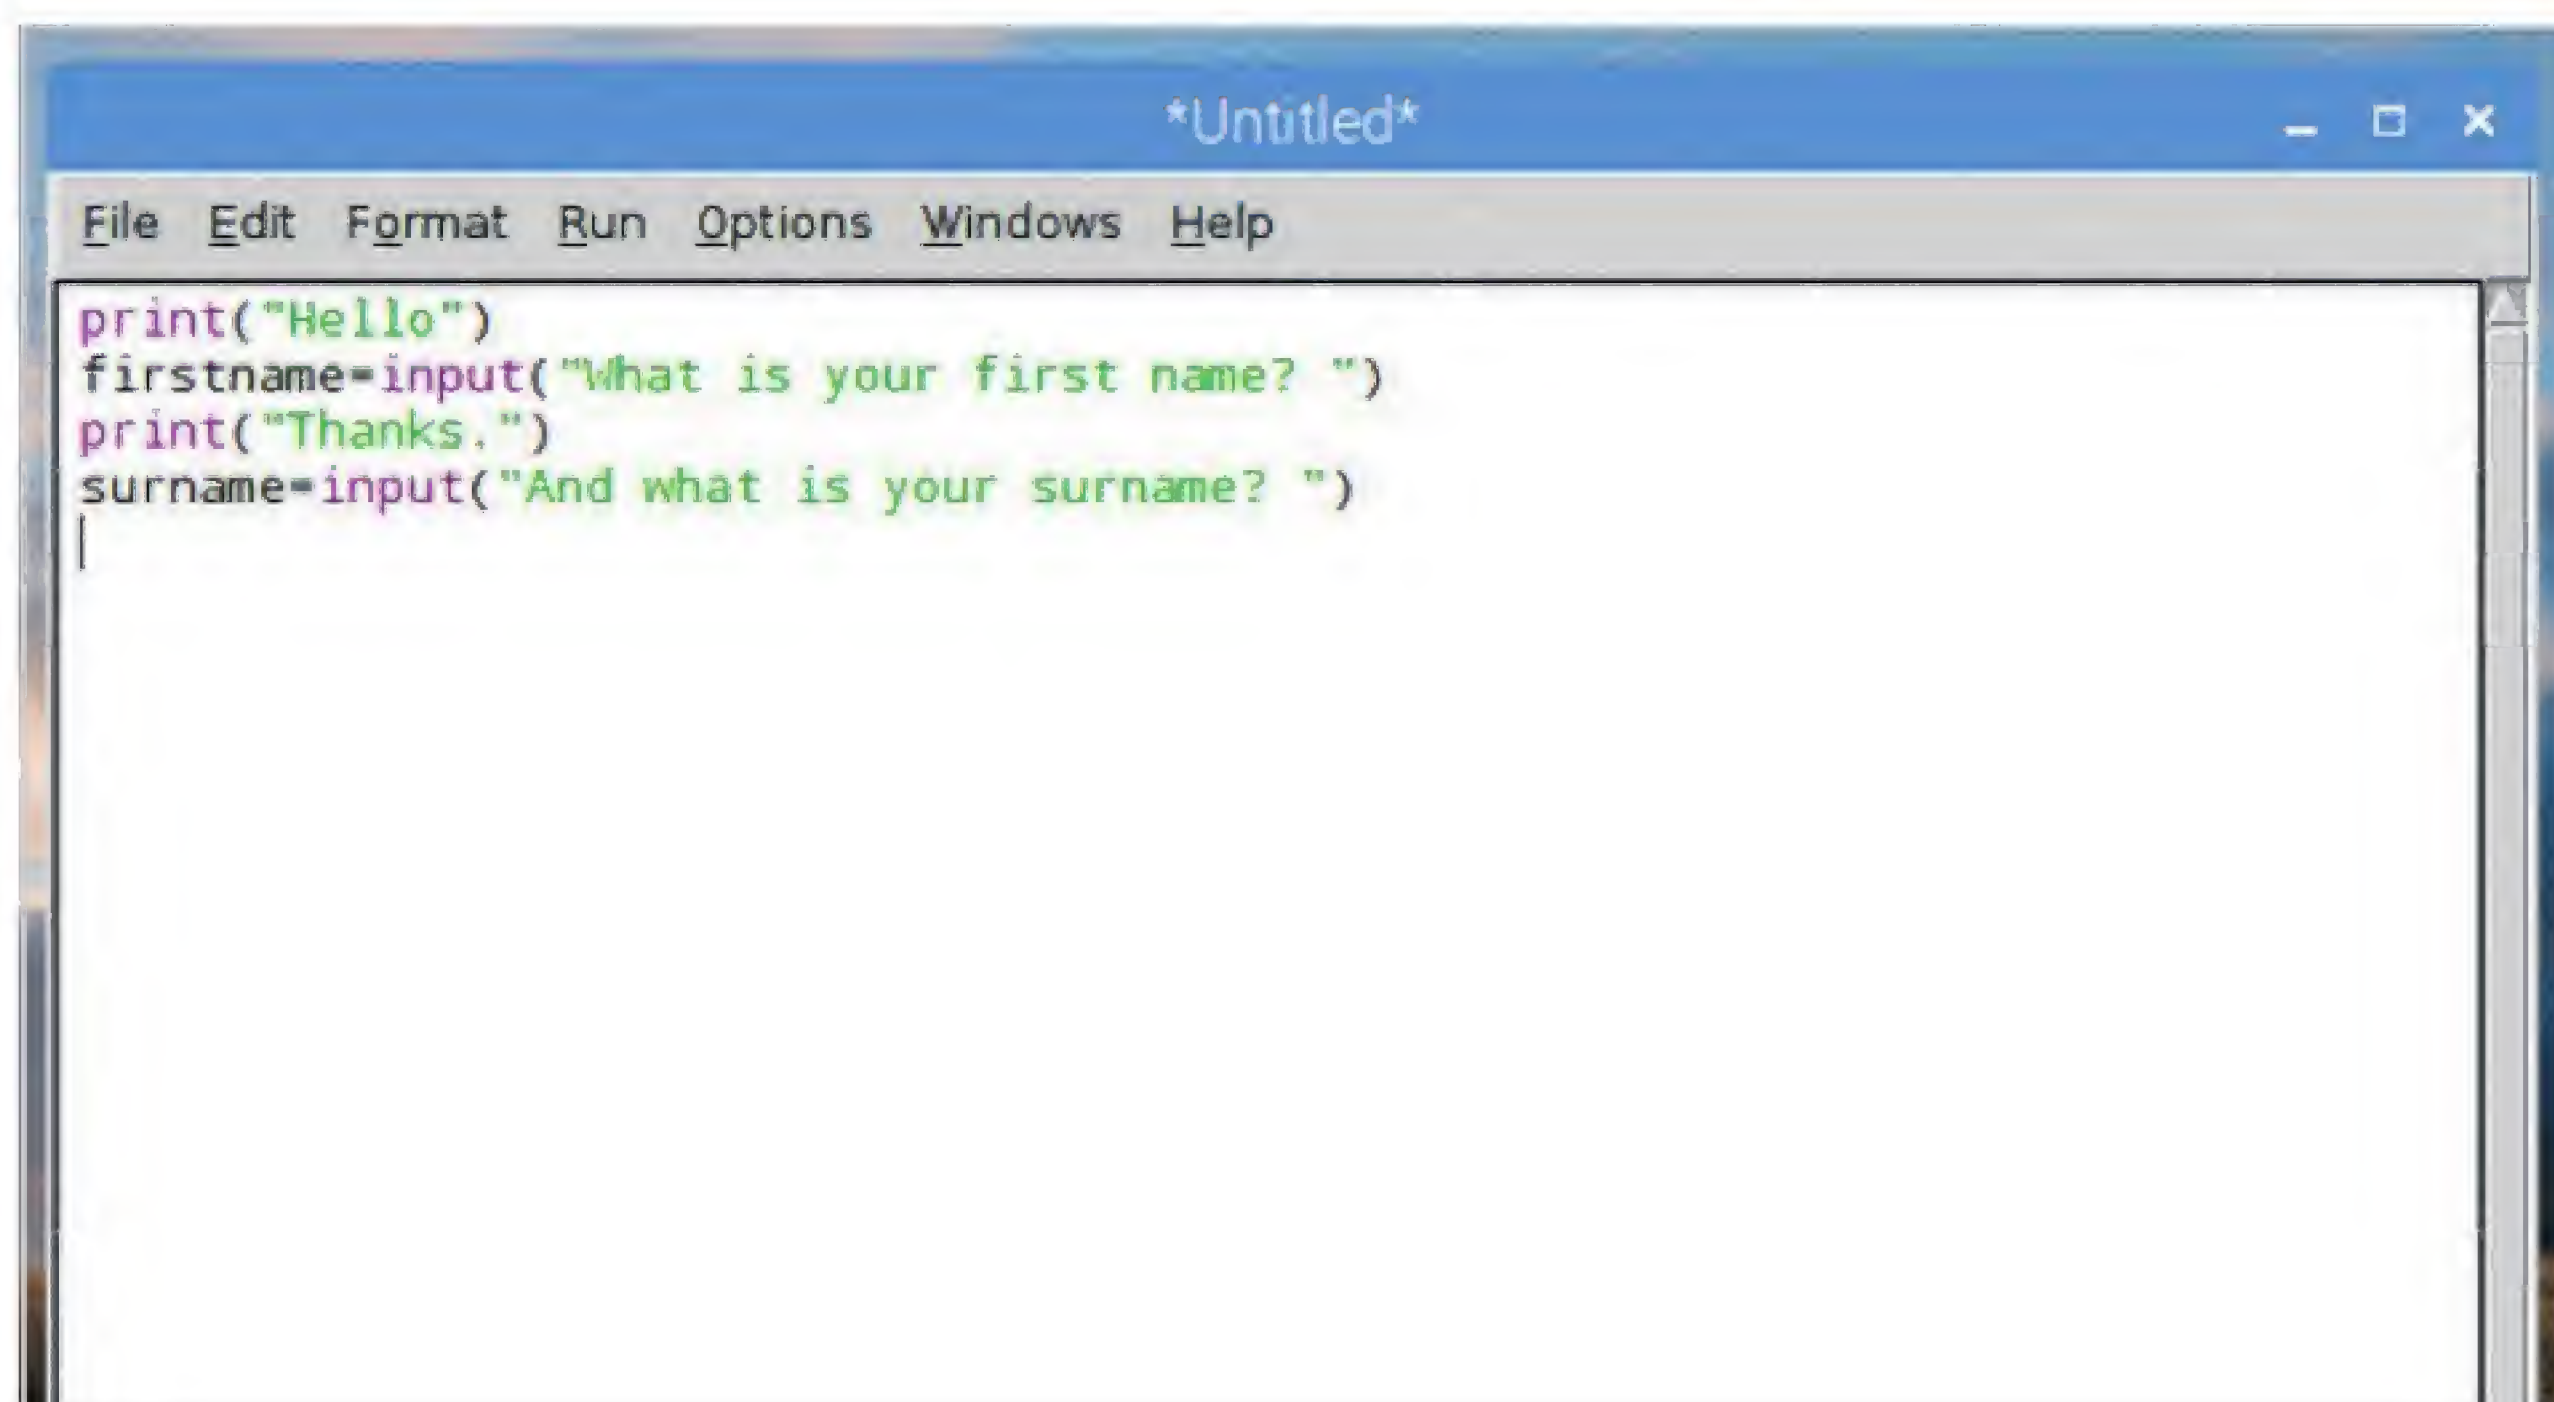 *Untitled*
File Edit Format Run Options Windows Help
print("Hello")
firstname=input("What is your first name? ")
print("Thanks.")
surname=input("And what is your surname? ")